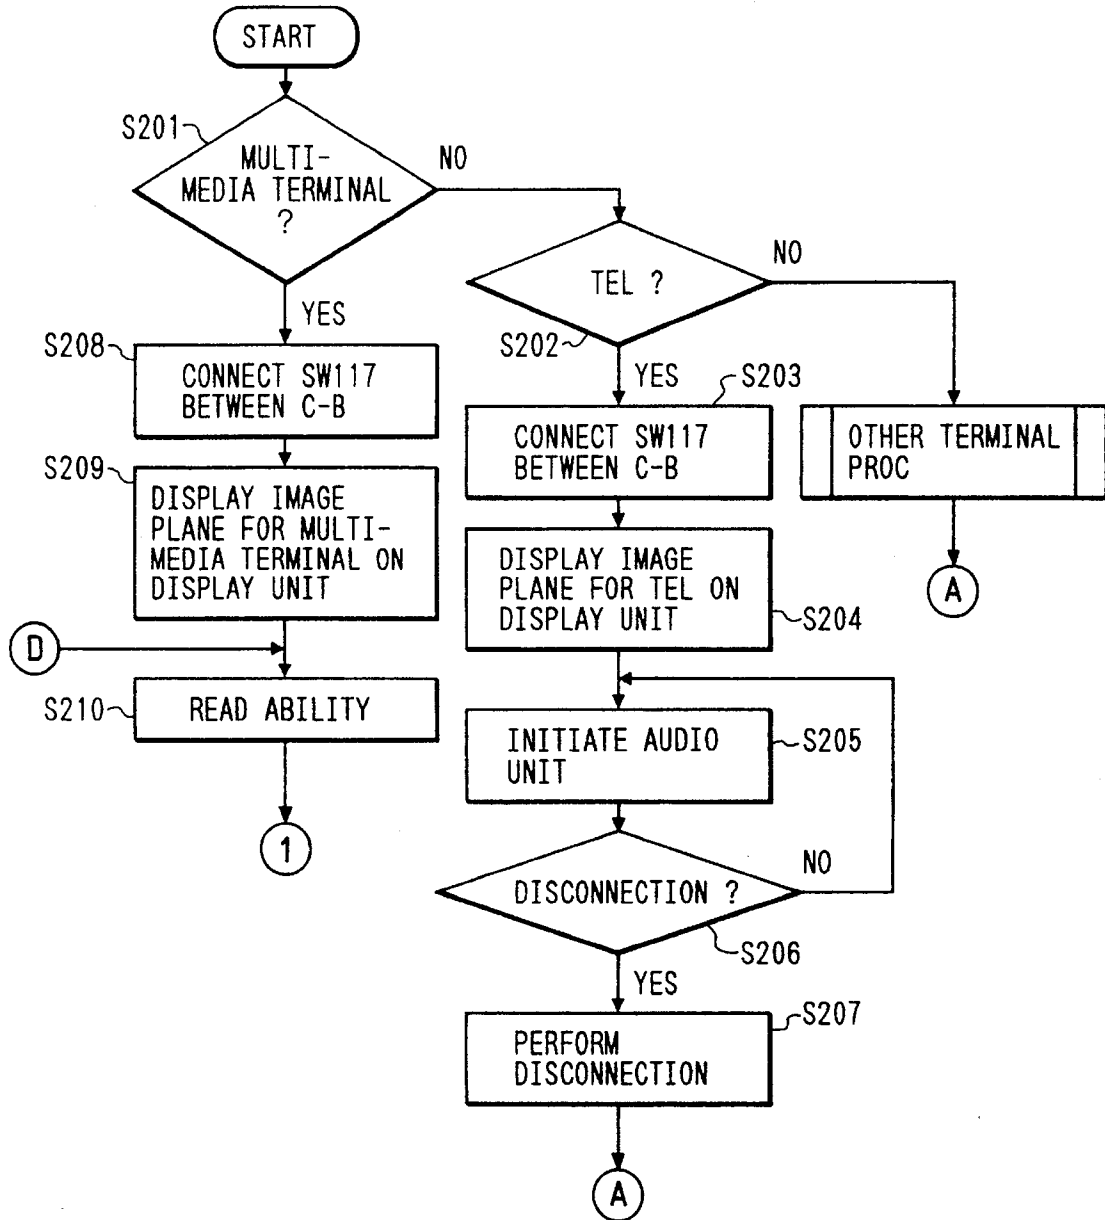 START
S201
MULTI-
MEDIA TERMINAL
?
NO
YES
TEL ?
NO
S202
YES
S208
CONNECT SW117
BETWEEN C-B
S203
CONNECT SW117
BETWEEN C-B
OTHER TERMINAL
PROC
A
S209
DISPLAY IMAGE
PLANE FOR MULTI-
MEDIA TERMINAL ON
DISPLAY UNIT
DISPLAY IMAGE
PLANE FOR TEL ON
DISPLAY UNIT
S204
D
S210
READ ABILITY
1
INITIATE AUDIO
UNIT
S205
DISCONNECTION ?
NO
S206
YES
S207
PERFORM
DISCONNECTION
A